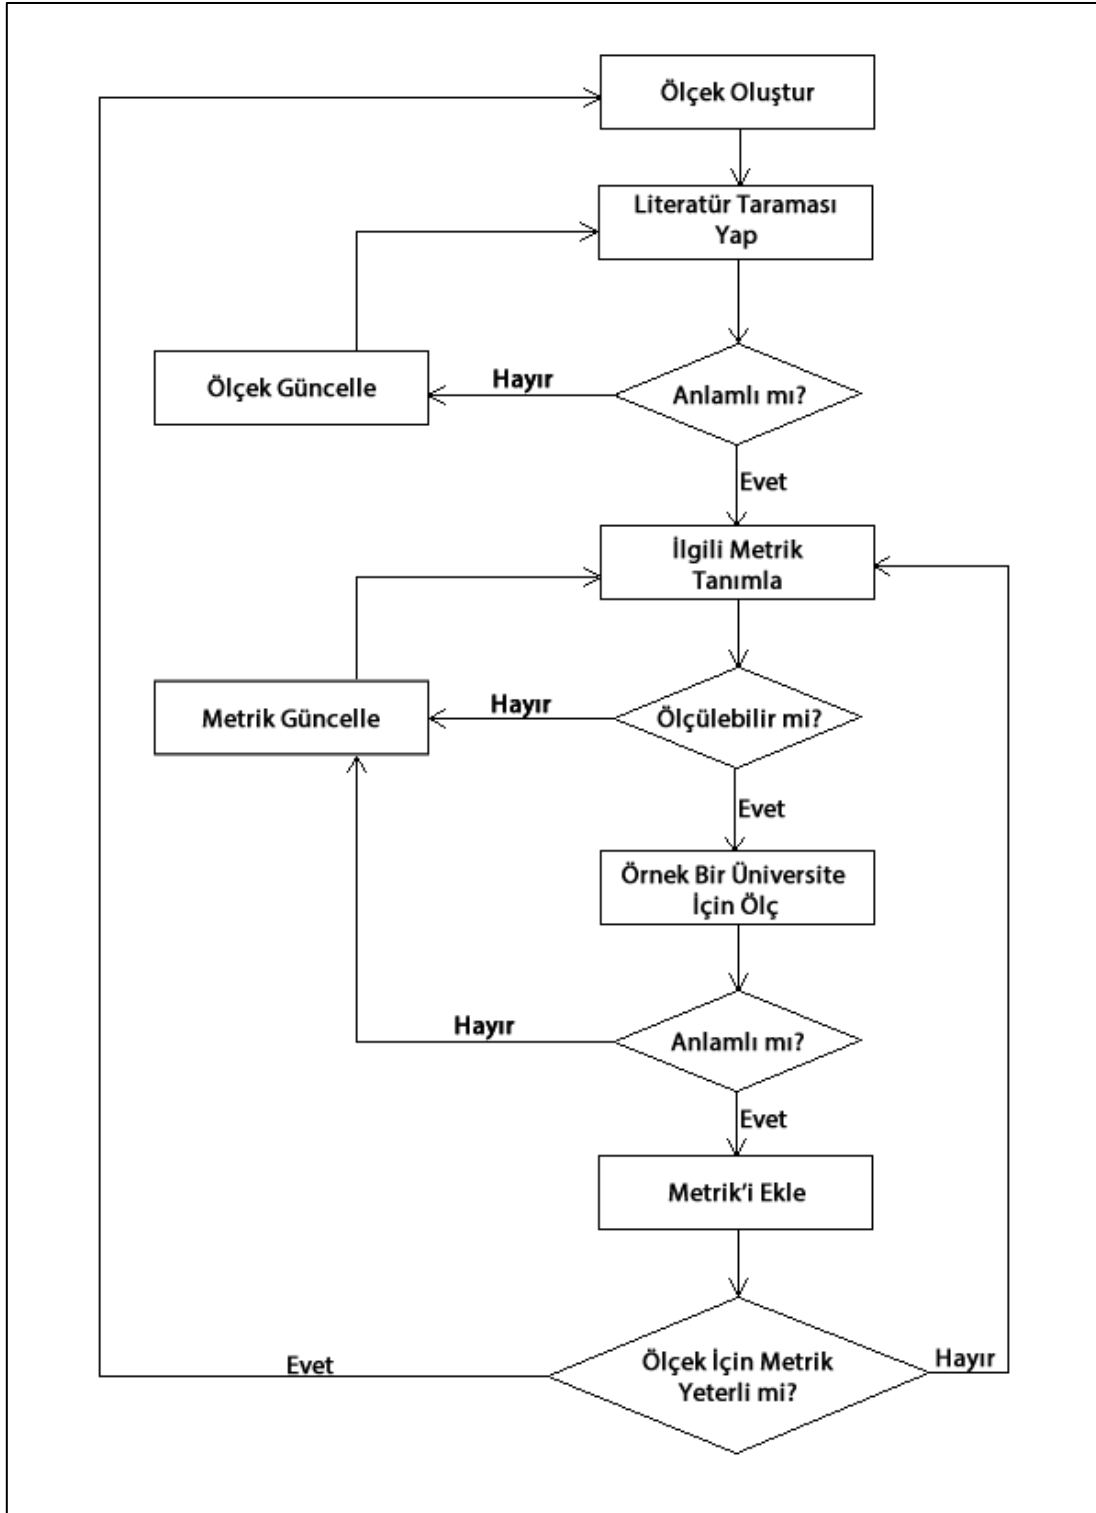 Ölçek Oluştur
Literatür Taraması
Yap
Ölçek Güncelle
Hayır
Anlamlı mı?
Evet
İlgili Metrik
Tanımla
Metrik Güncelle
Hayır
Ölçülebilir mi?
Evet
Örnek Bir Üniversite
İçin Ölç
Hayır
Anlamlı mı?
Evet
Metrik'i Ekle
Evet
Ölçek İçin Metrik
Yeterli mi?
Hayır